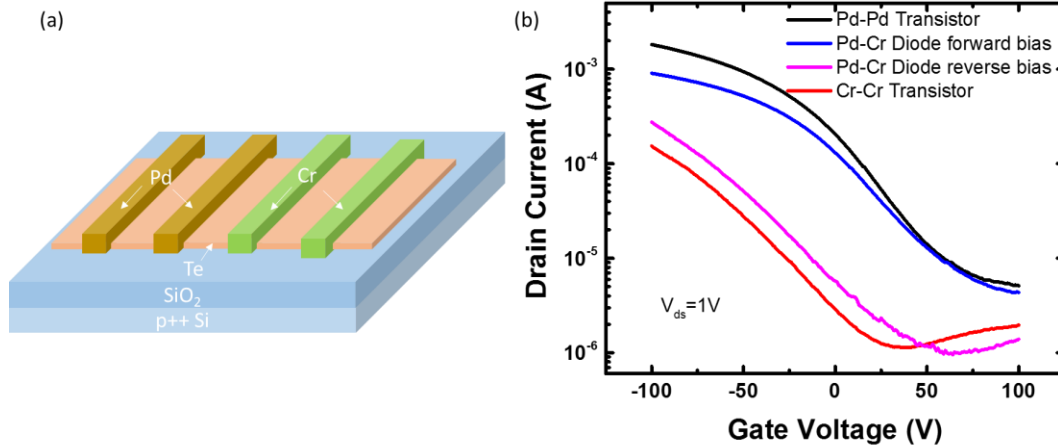 (a)
Pd
Cr
Te
SiO₂
p++ Si
(b)
Pd-Pd Transistor
Pd-Cr Diode forward bias
Pd-Cr Diode reverse bias
Cr-Cr Transistor
Drain Current (A)
10⁻³
10⁻⁴
10⁻⁵
10⁻⁶
V_ds=1V
-100 -50 0 50 100
Gate Voltage (V)